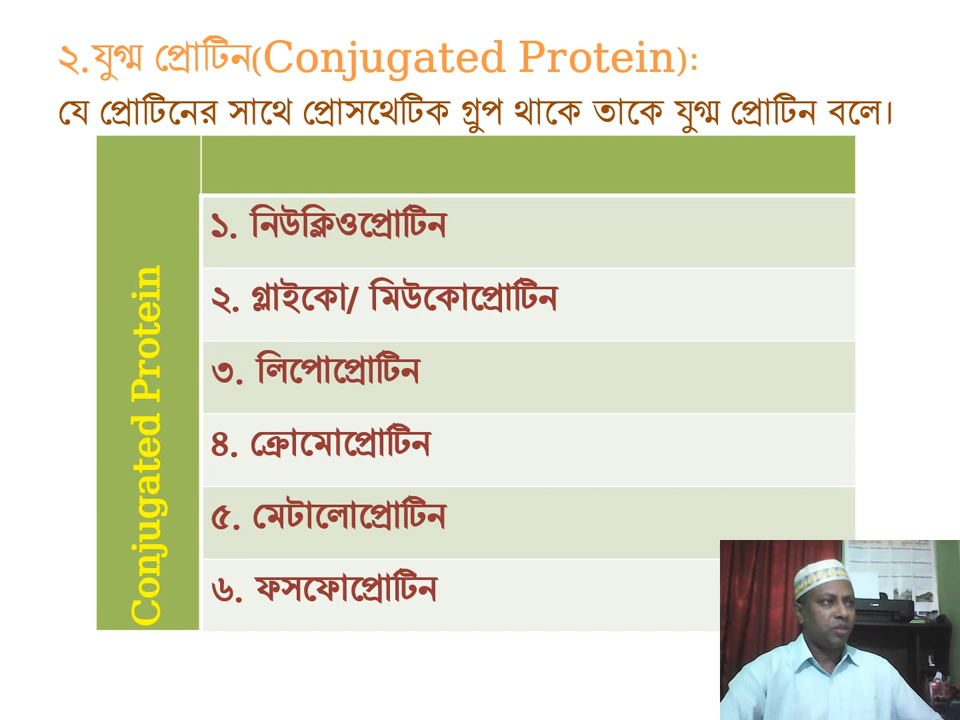 ২.যুগ্ম প্রোটিন(Conjugated Protein):
যে প্রোটিনের সাথে প্রোসথেটিক গ্রুপ থাকে তাকে যুগ্ম প্রোটিন বলে।
Conjugated Protein
১. নিউক্লিওপ্রোটিন
২. গ্লাইকো/ মিউকোপ্রোটিন
৩. লিপোপ্রোটিন
৪. ক্রোমোপ্রোটিন
৫. মেটালোপ্রোটিন
৬. ফসফোপ্রোটিন